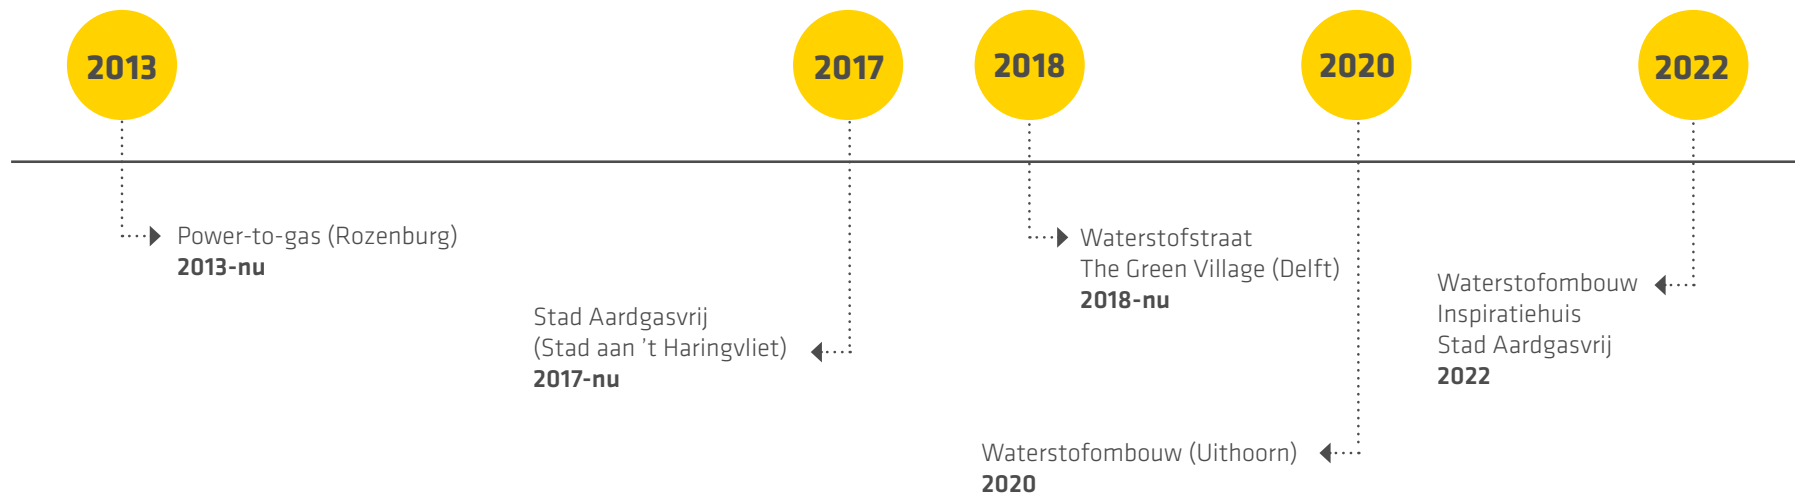 2013
2017
2018
2020
2022
Power-to-gas (Rozenburg)
2013-nu
Stad Aardgasvrij
(Stad aan ’t Haringvliet)
2017-nu
Waterstofstraat
The Green Village (Delft)
2018-nu
Waterstofombouw (Uithoorn)
2020
Waterstofombouw
Inspiratiehuis
Stad Aardgasvrij
2022